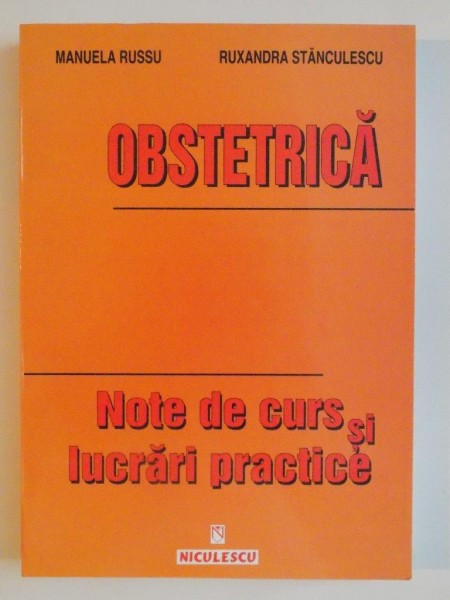 MANUELA RUSSU RUXANDRA STĂNCULESCU
OBSTETRICĂ
Note de curs și
lucrări practice
N
NICULESCU